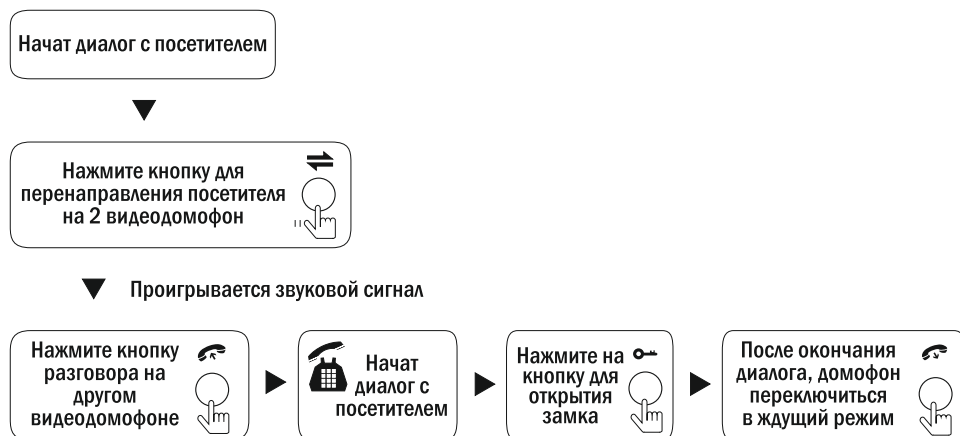 Начат диалог с посетителем
Нажмите кнопку для
перенаправления посетителя
на 2 видеодомофон
Проигрывается звуковой сигнал
Нажмите кнопку
разговора на
другом
видеодомофоне
Начат
диалог с
посетителем
Нажмите на
кнопку для
открытия
замка
После окончания
диалога, домофон
переключиться
в ждущий режим